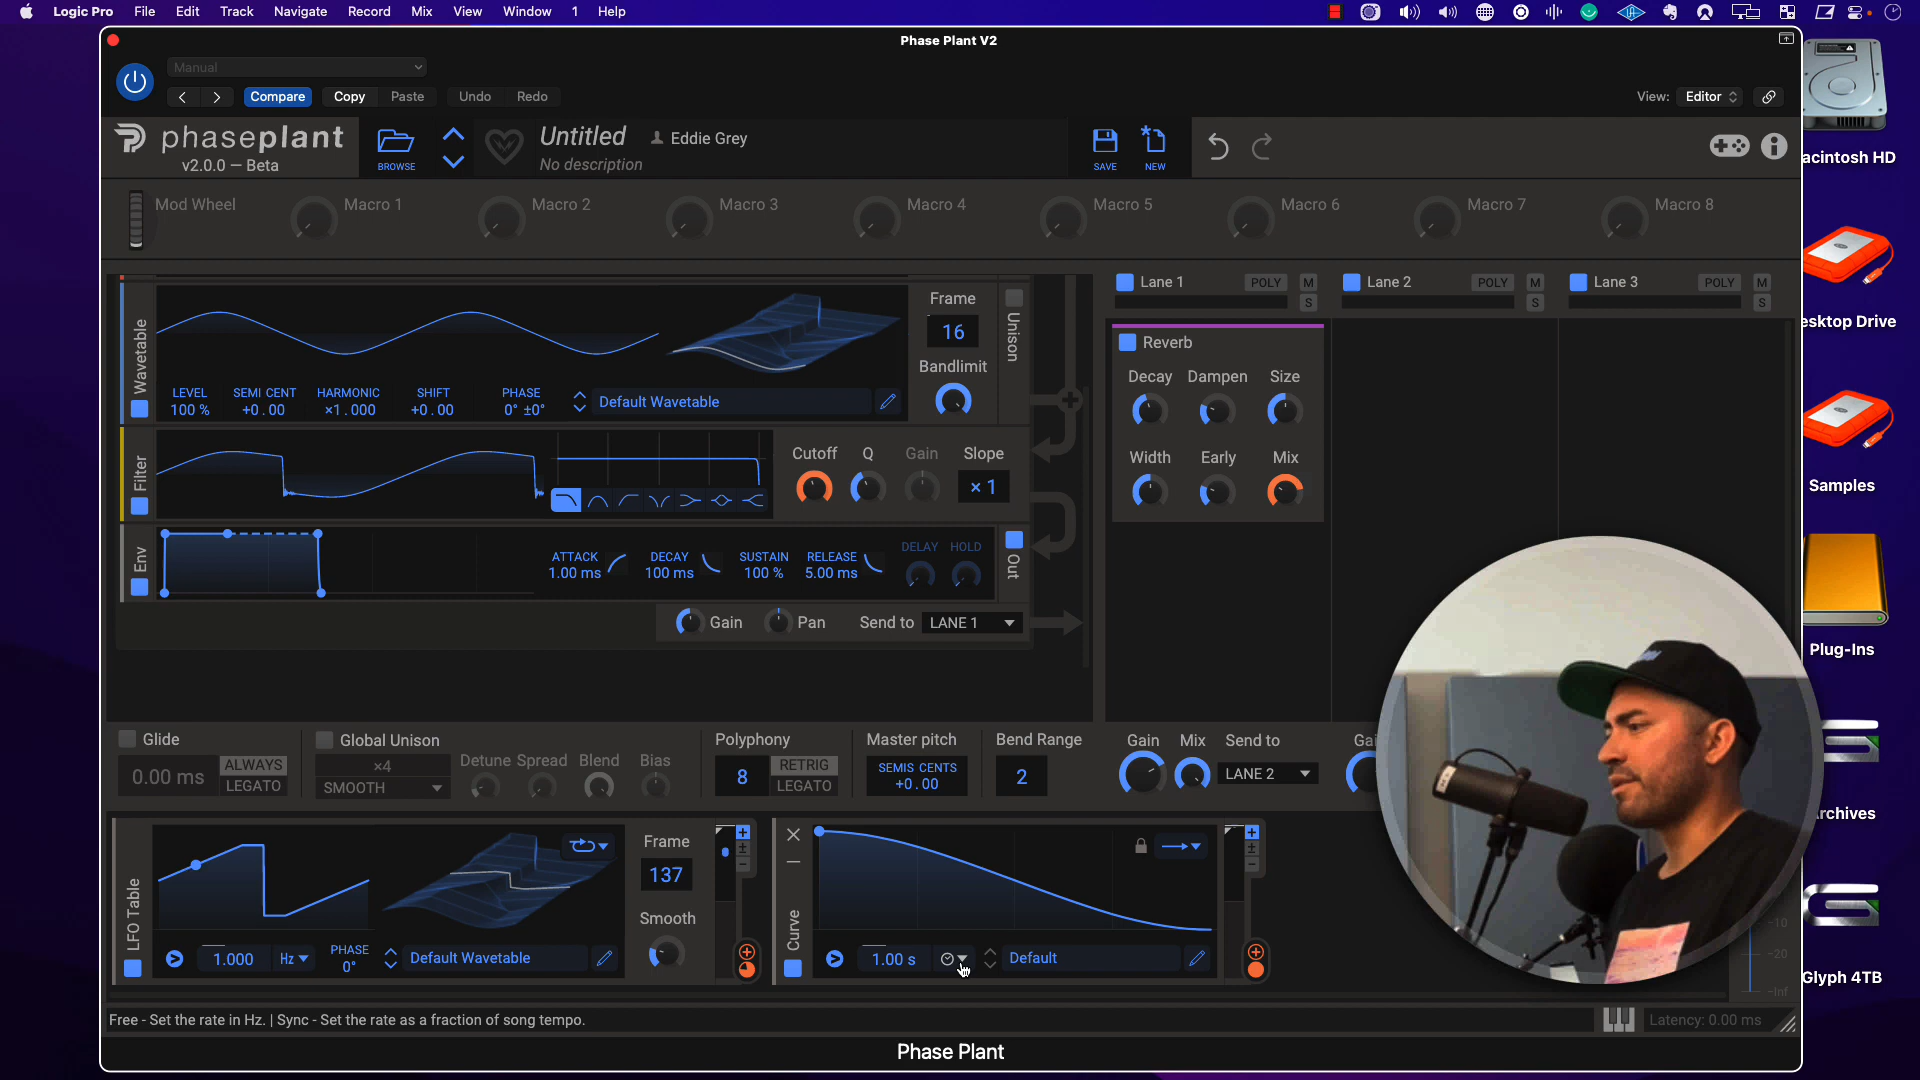 Logic Pro File Edit Track Navigate Record Mix View Window 1 Help
Phase Plant V2
Manual
Compare Copy Paste Undo Redo
View: Editor
phaseplant
v2.0.0 — Beta
BROWSE
Untitled Eddie Grey
No description
SAVE NEW
Mod Wheel Macro 1 Macro 2 Macro 3 Macro 4 Macro 5 Macro 6 Macro 7 Macro 8
Wavetable
LEVEL SEMI CENT HARMONIC SHIFT PHASE
100 % +0.00 ×1.000 +0.00 0° ±0° Default Wavetable
Frame
16
Bandlimit
Unison
Filter
Cutoff Q Gain Slope
× 1
Env
ATTACK DECAY SUSTAIN RELEASE DELAY HOLD
1.00 ms 100 ms 100 % 5.00 ms
Out
Gain Pan Send to LANE 1
Lane 1 POLY M S
Lane 2 POLY M S
Lane 3 POLY M S
Reverb
Decay Dampen Size
Width Early Mix
Glide
0.00 ms ALWAYS
LEGATO
Global Unison
×4
SMOOTH
Detune Spread Blend Bias
Polyphony
8 RETRIG
LEGATO
Master pitch
SEMIS CENTS
+0.00
Bend Range
2
Gain Mix Send to
LANE 2
Gai
LFO Table
1.000 Hz PHASE
0° Default Wavetable
Frame
137
Smooth
Curve
1.00 s Default
-10
-20
-Inf
Free - Set the rate in Hz. | Sync - Set the rate as a fraction of song tempo.
Latency: 0.00 ms
Phase Plant
acintosh HD
esktop Drive
Samples
Plug-Ins
rchives
Glyph 4TB